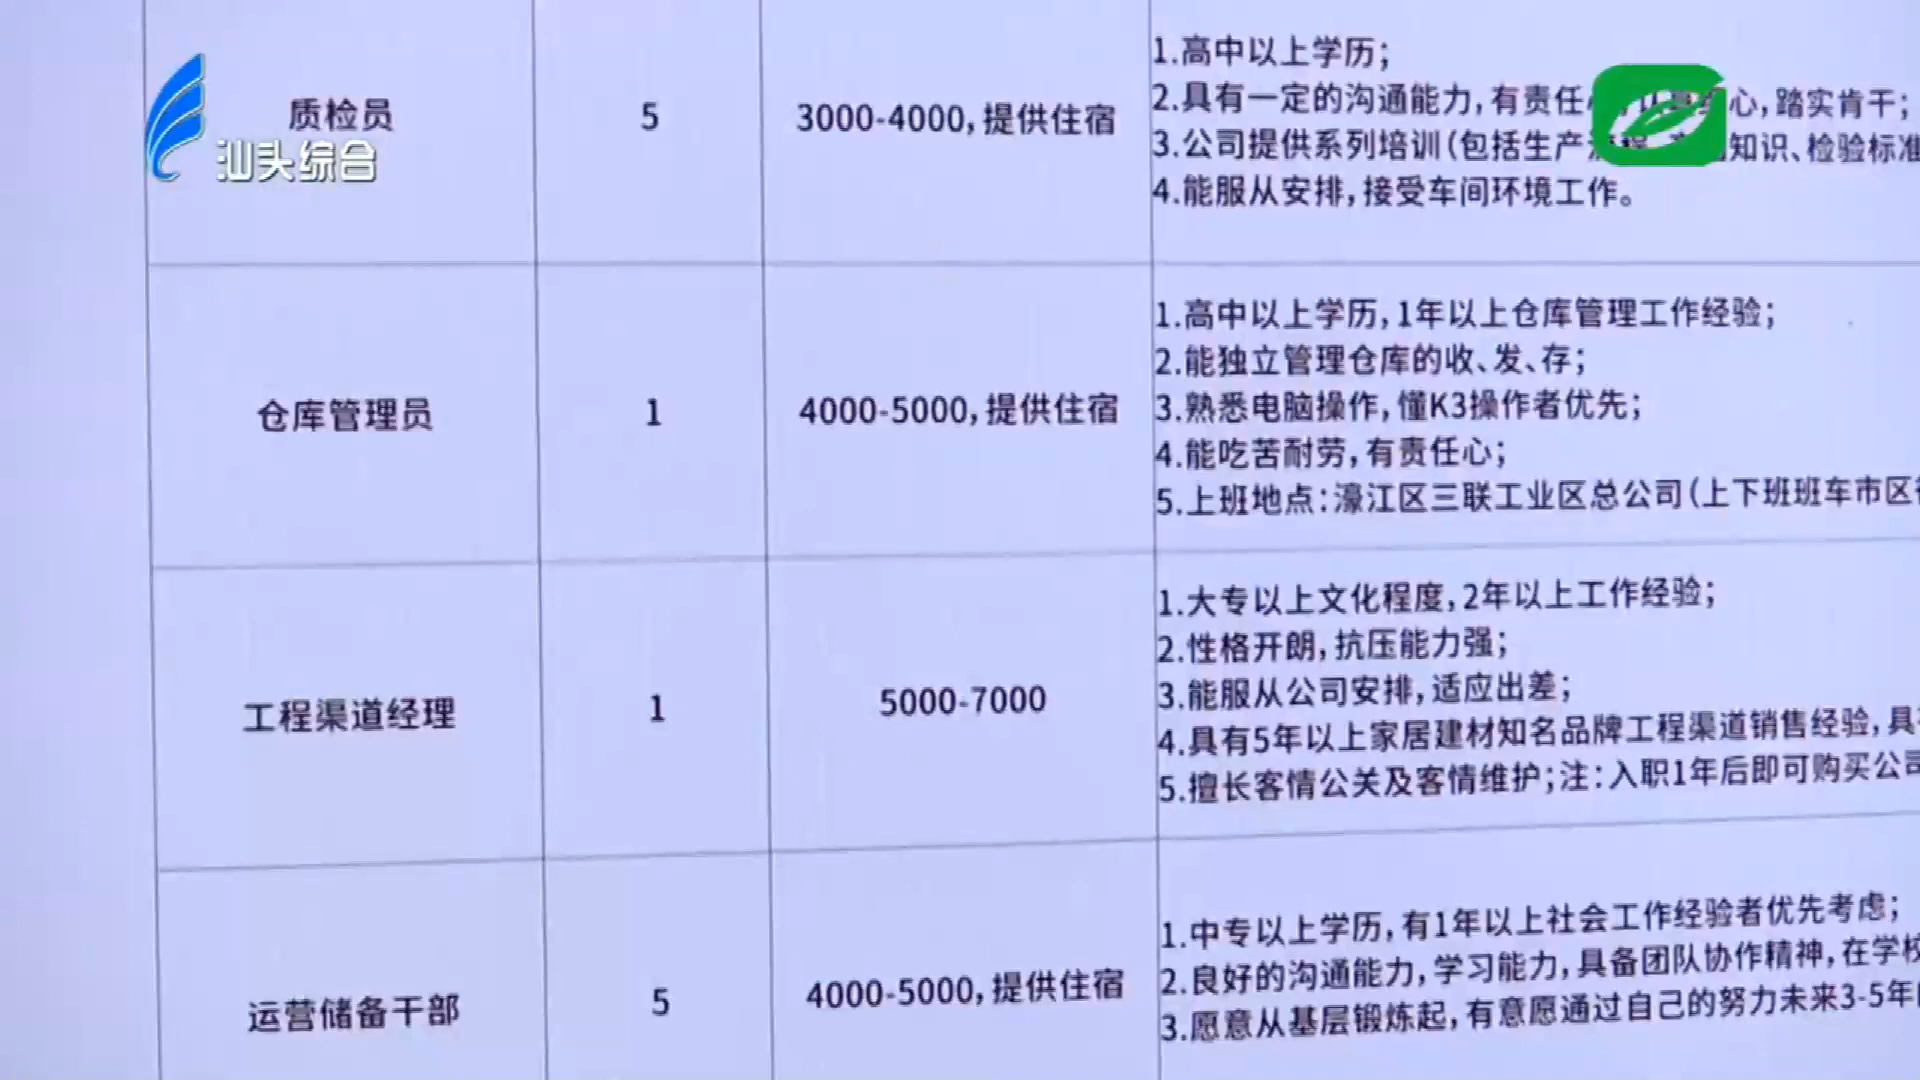 汕头综合
质检员
5
3000-4000，提供住宿
1.高中以上学历；
2.具有一定的沟通能力，有责任心，踏实肯干；
3.公司提供系列培训（包括生产流程、知识、检验标准
4.能服从安排，接受车间环境工作。
仓库管理员
1
4000-5000，提供住宿
1.高中以上学历，1年以上仓库管理工作经验；
2.能独立管理仓库的收、发、存；
3.熟悉电脑操作，懂K3操作者优先；
4.能吃苦耐劳，有责任心；
5.上班地点：濠江区三联工业区总公司（上下班班车市区
工程渠道经理
1
5000-7000
1.大专以上文化程度，2年以上工作经验；
2.性格开朗，抗压能力强；
3.能服从公司安排，适应出差；
4.具有5年以上家居建材知名品牌工程渠道销售经验，具
5.擅长客情公关及客情维护；注：入职1年后即可购买公司
运营储备干部
5
4000-5000，提供住宿
1.中专以上学历，有1年以上社会工作经验者优先考虑；
2.良好的沟通能力，学习能力，具备团队协作精神，在学校
3.愿意从基层锻炼起，有意愿通过自己的努力未来3-5年